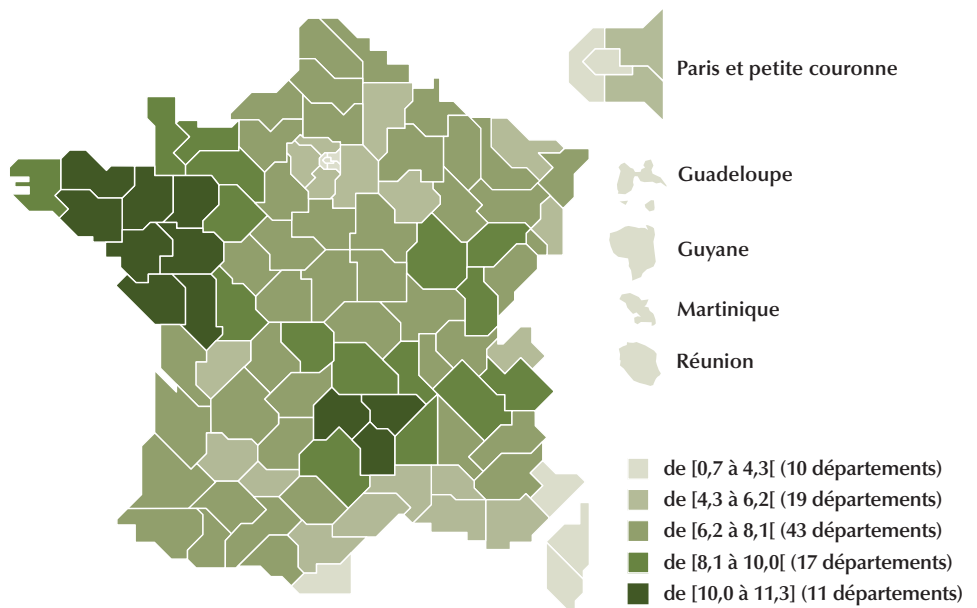 Paris et petite couronne
Guadeloupe
Guyane
Martinique
Réunion
de [0,7 à 4,3[ (10 départements)
de [4,3 à 6,2[ (19 départements)
de [6,2 à 8,1[ (43 départements)
de [8,1 à 10,0[ (17 départements)
de [10,0 à 11,3] (11 départements)